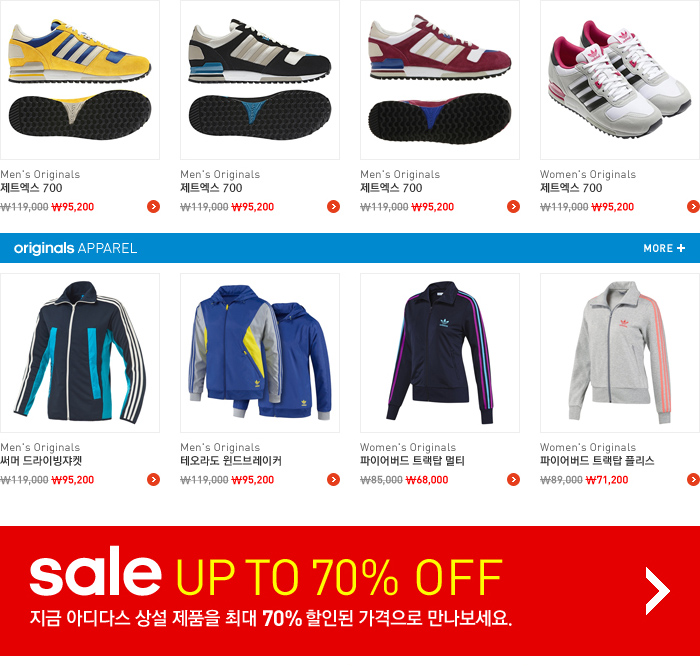 Men's Originals
제트엑스 700
₩119,000 ₩95,200
Men's Originals
제트엑스 700
₩119,000 ₩95,200
Men's Originals
제트엑스 700
₩119,000 ₩95,200
Women's Originals
제트엑스 700
₩119,000 ₩95,200
originals APPAREL
MORE +
Men's Originals
써머 드라이빙쟈켓
₩119,000 ₩95,200
Men's Originals
테오라도 윈드브레이커
₩119,000 ₩95,200
Women's Originals
파이어버드 트랙탑 멀티
₩85,000 ₩68,000
Women's Originals
파이어버드 트랙탑 플리스
₩89,000 ₩71,200
sale UP TO 70% OFF
지금 아디다스 상설 제품을 최대 70% 할인된 가격으로 만나보세요.